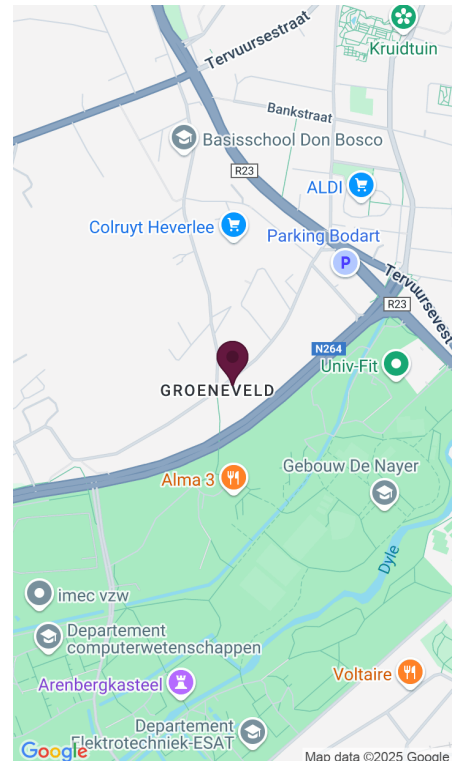 Kruidtuin
Tervuursestraat
Bankstraat
Basisschool Don Bosco
R23
ALDI
Colruyt Heverlee
Parking Bodart
P
Tervuursevest
R23
N264
Univ-Fit
GROENEVELD
Alma 3
Gebouw De Nayer
Dyle
imec vzw
Departement
computerwetenschappen
Arenbergkasteel
Voltaire
Departement
Elektrotechniek-ESAT
Google
Map data ©2025 Google